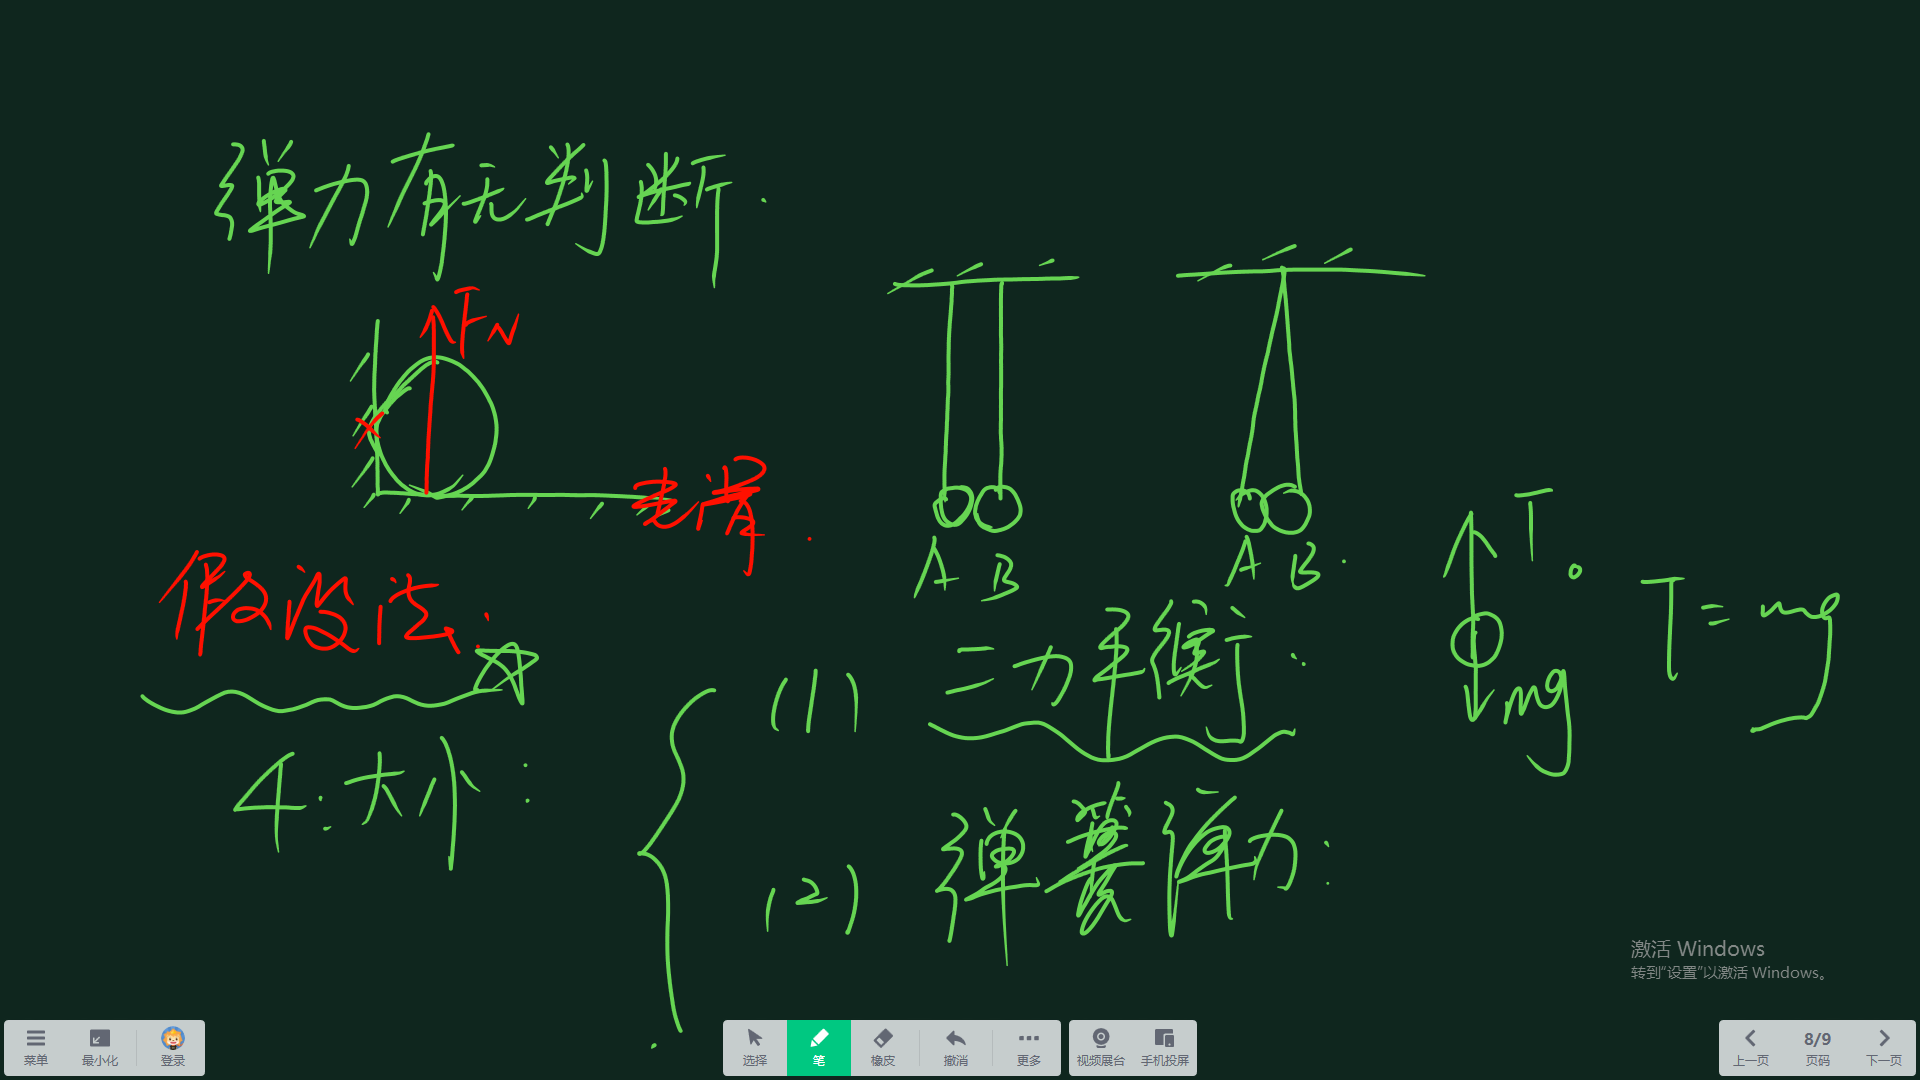 弹力有无判断.
FN
光滑.
A B
A B.
假设法:
T.
mg
T=mg
4:大小:
(1) 二力平衡:
(2) 弹簧弹力:
激活 Windows
转到“设置”以激活 Windows。
菜单 最小化 登录 选择 笔 橡皮 撤消 更多 视频展台 手机投屏 上一页 8/9 页码 下一页